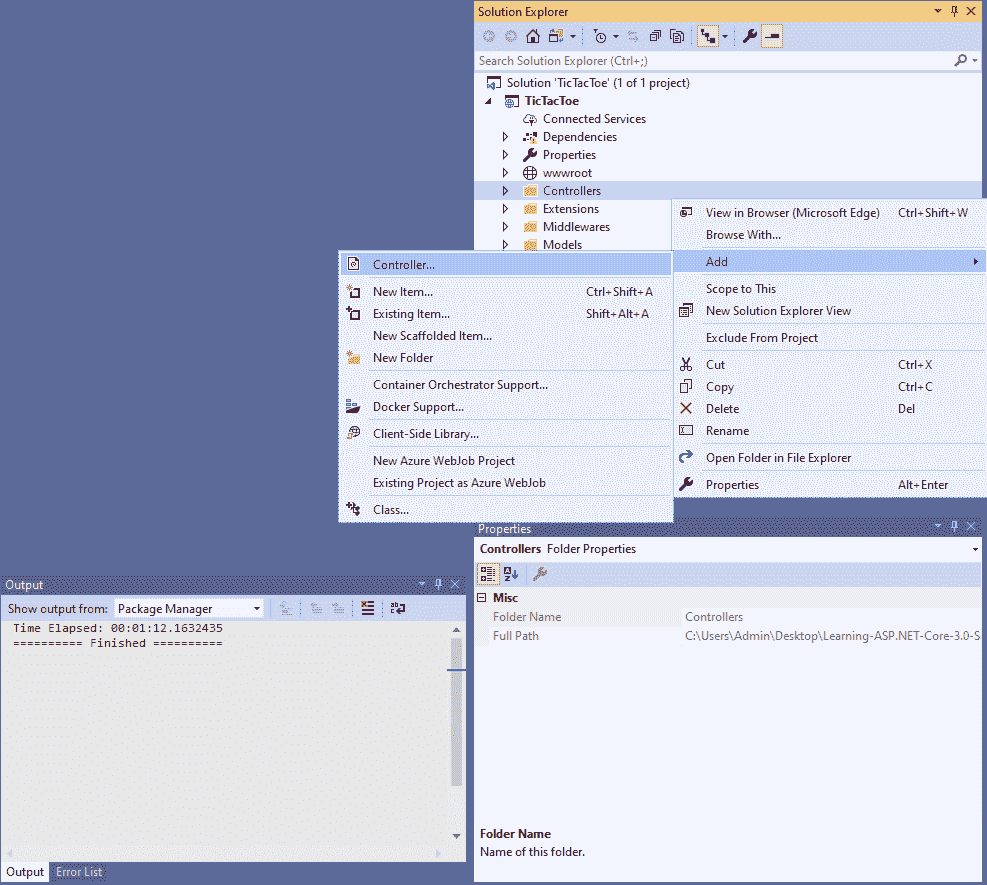 Solution Explorer
Search Solution Explorer (Ctrl+;)
Solution 'TicTacToe' (1 of 1 project)
TicTacToe
Connected Services
Dependencies
Properties
wwwroot
Controllers
Extensions
Middlewares
Models
View in Browser (Microsoft Edge) Ctrl+Shift+W
Browse With...
Add
Scope to This
New Solution Explorer View
Exclude From Project
Cut Ctrl+X
Copy Ctrl+C
Delete Del
Rename
Open Folder in File Explorer
Properties Alt+Enter
Controller...
New Item... Ctrl+Shift+A
Existing Item... Shift+Alt+A
New Scaffolded Item...
New Folder
Container Orchestrator Support...
Docker Support...
Client-Side Library...
New Azure WebJob Project
Existing Project as Azure WebJob
Class...
Properties
Controllers Folder Properties
Misc
Folder Name Controllers
Full Path C:\Users\Admin\Desktop\Learning-ASP.NET-Core-3.0-S
Folder Name
Name of this folder.
Output
Show output from: Package Manager
Time Elapsed: 00:01:12.1632435
========== Finished ==========
Output Error List